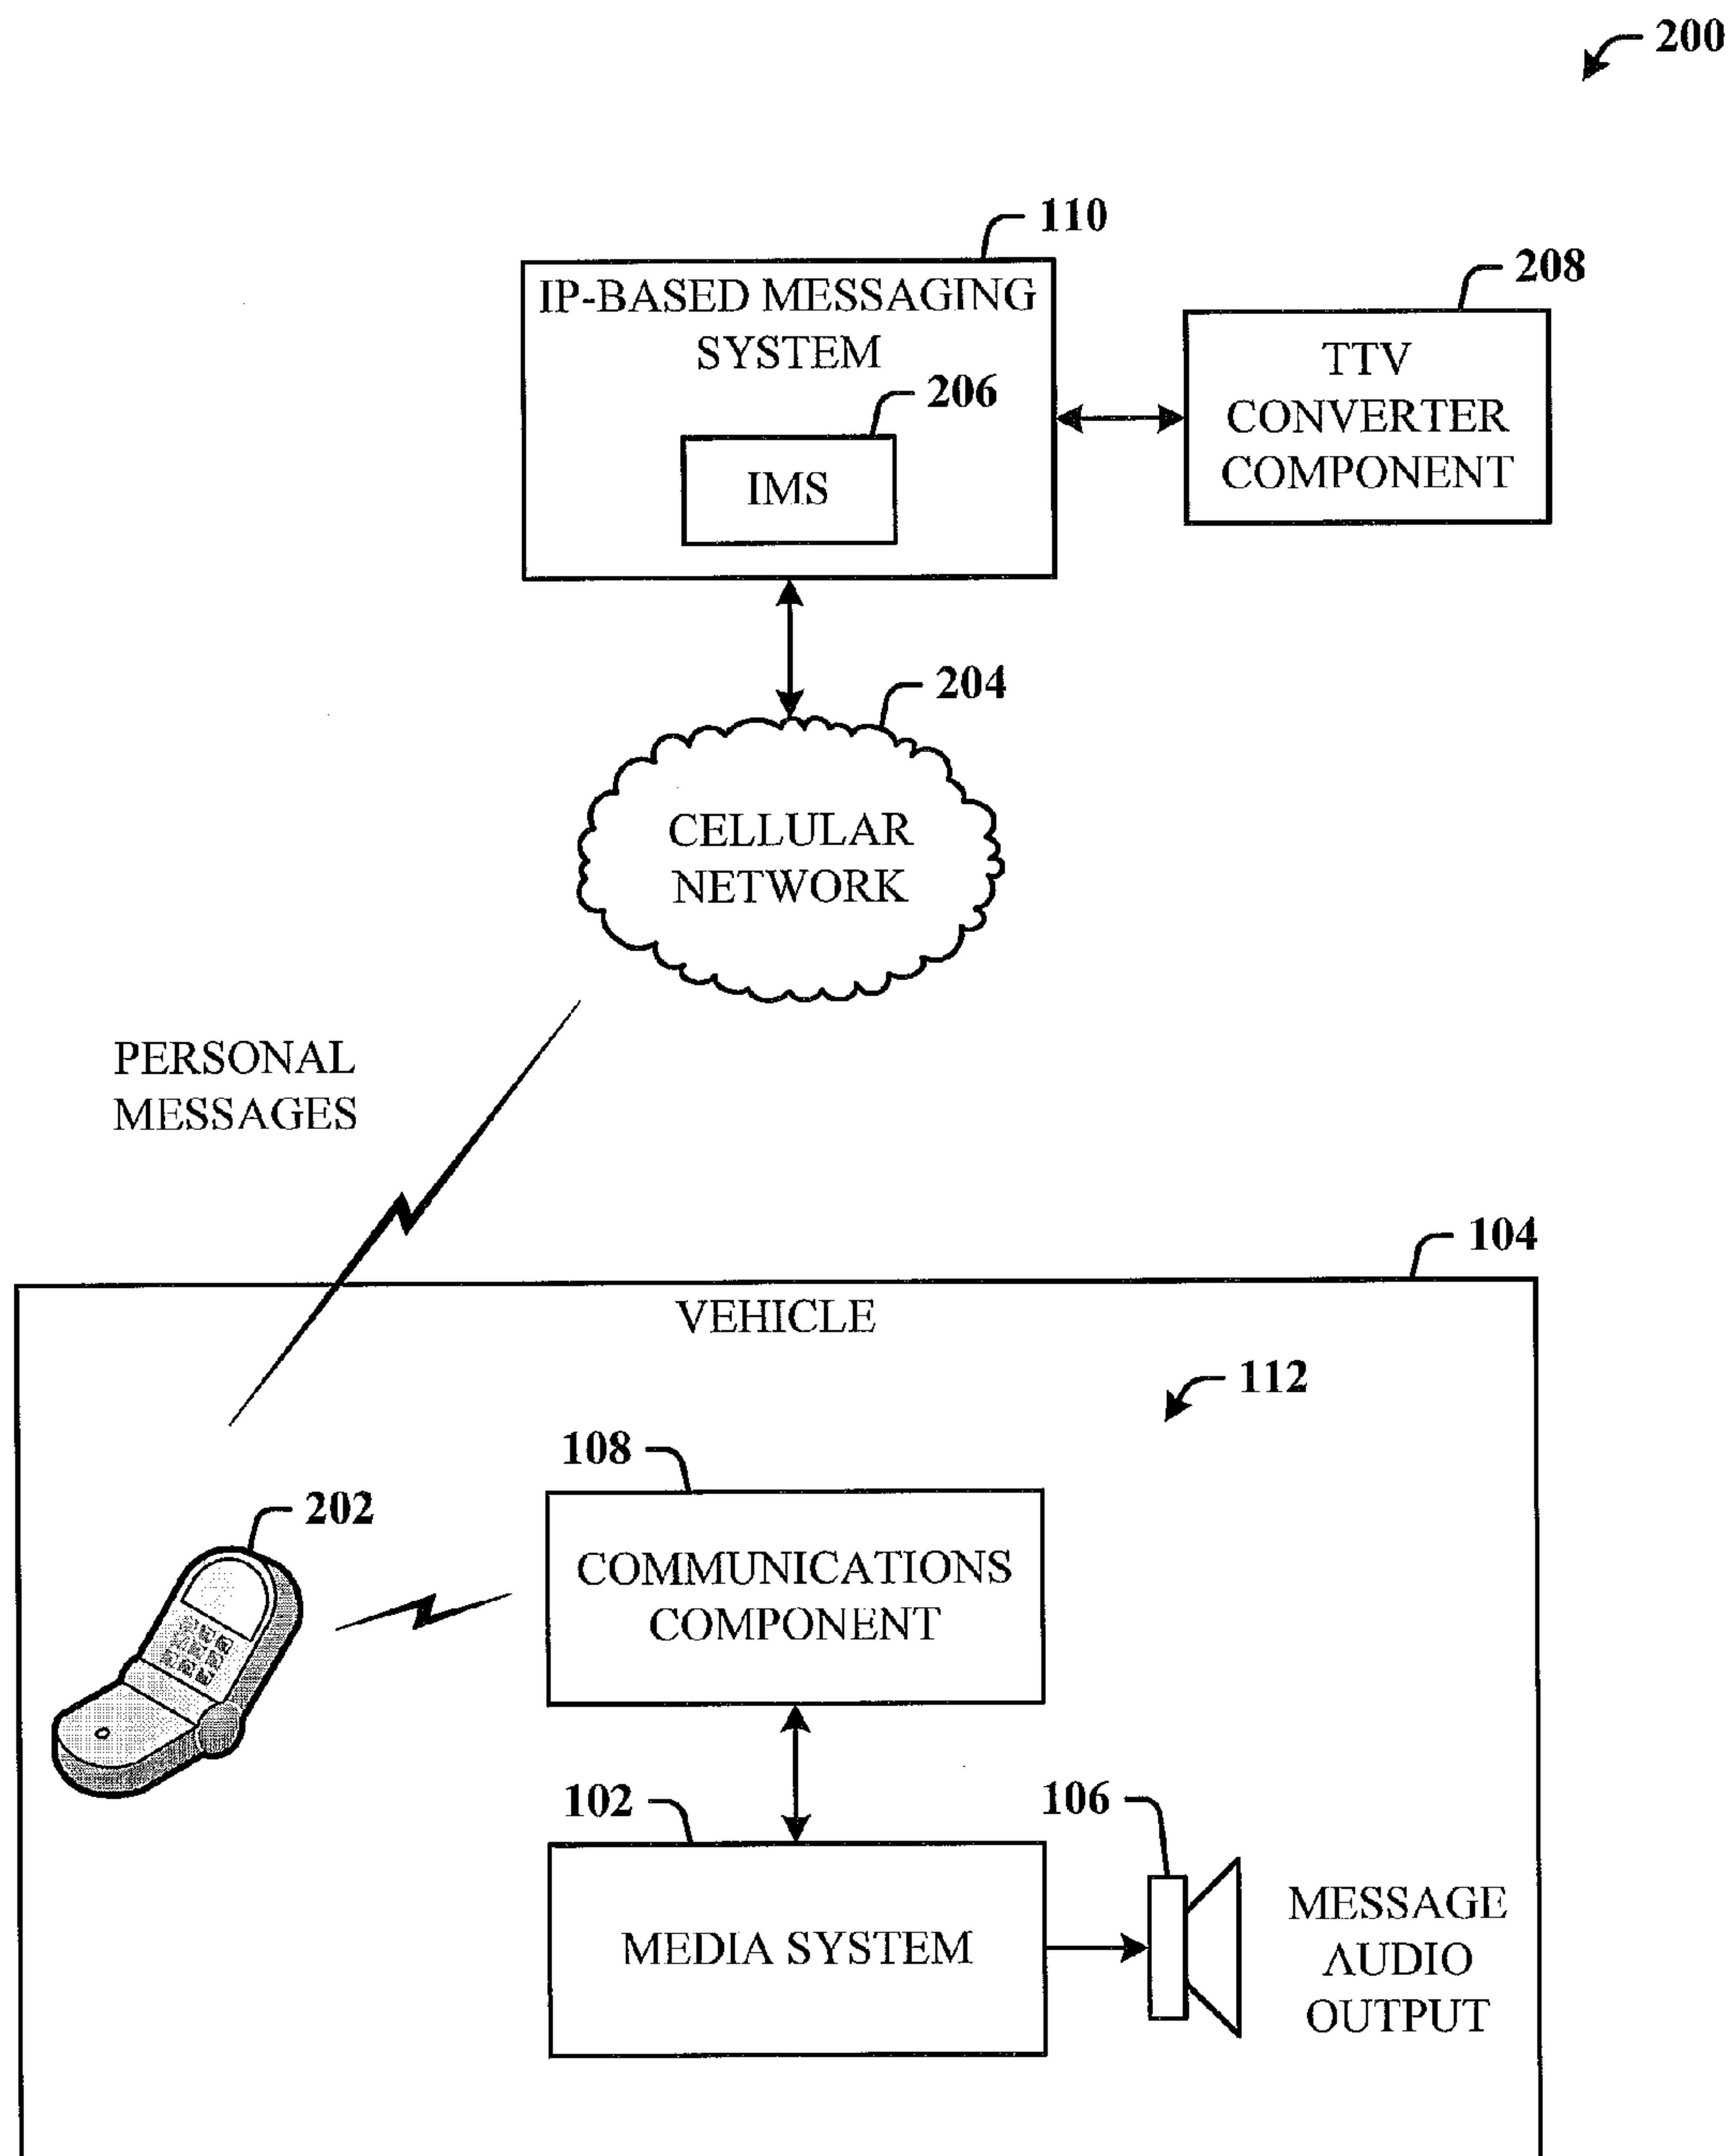 200
110
IP-BASED MESSAGING
SYSTEM
206
IMS
208
TTV
CONVERTER
COMPONENT
204
CELLULAR
NETWORK
PERSONAL
MESSAGES
104
VEHICLE
112
108
COMMUNICATIONS
COMPONENT
202
102
MEDIA SYSTEM
106
MESSAGE
AUDIO
OUTPUT